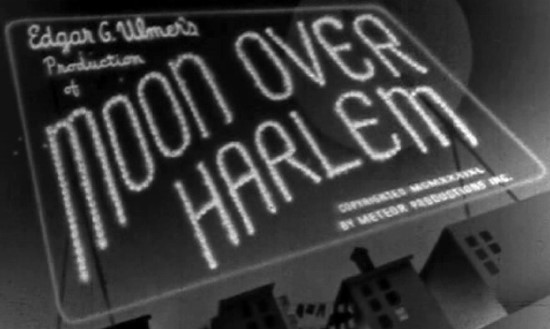 Edgar G. Ulmer's
Production
of
MOON OVER
HARLEM
COPYRIGHTED
BY METEOR PRODUCTIONS INC.